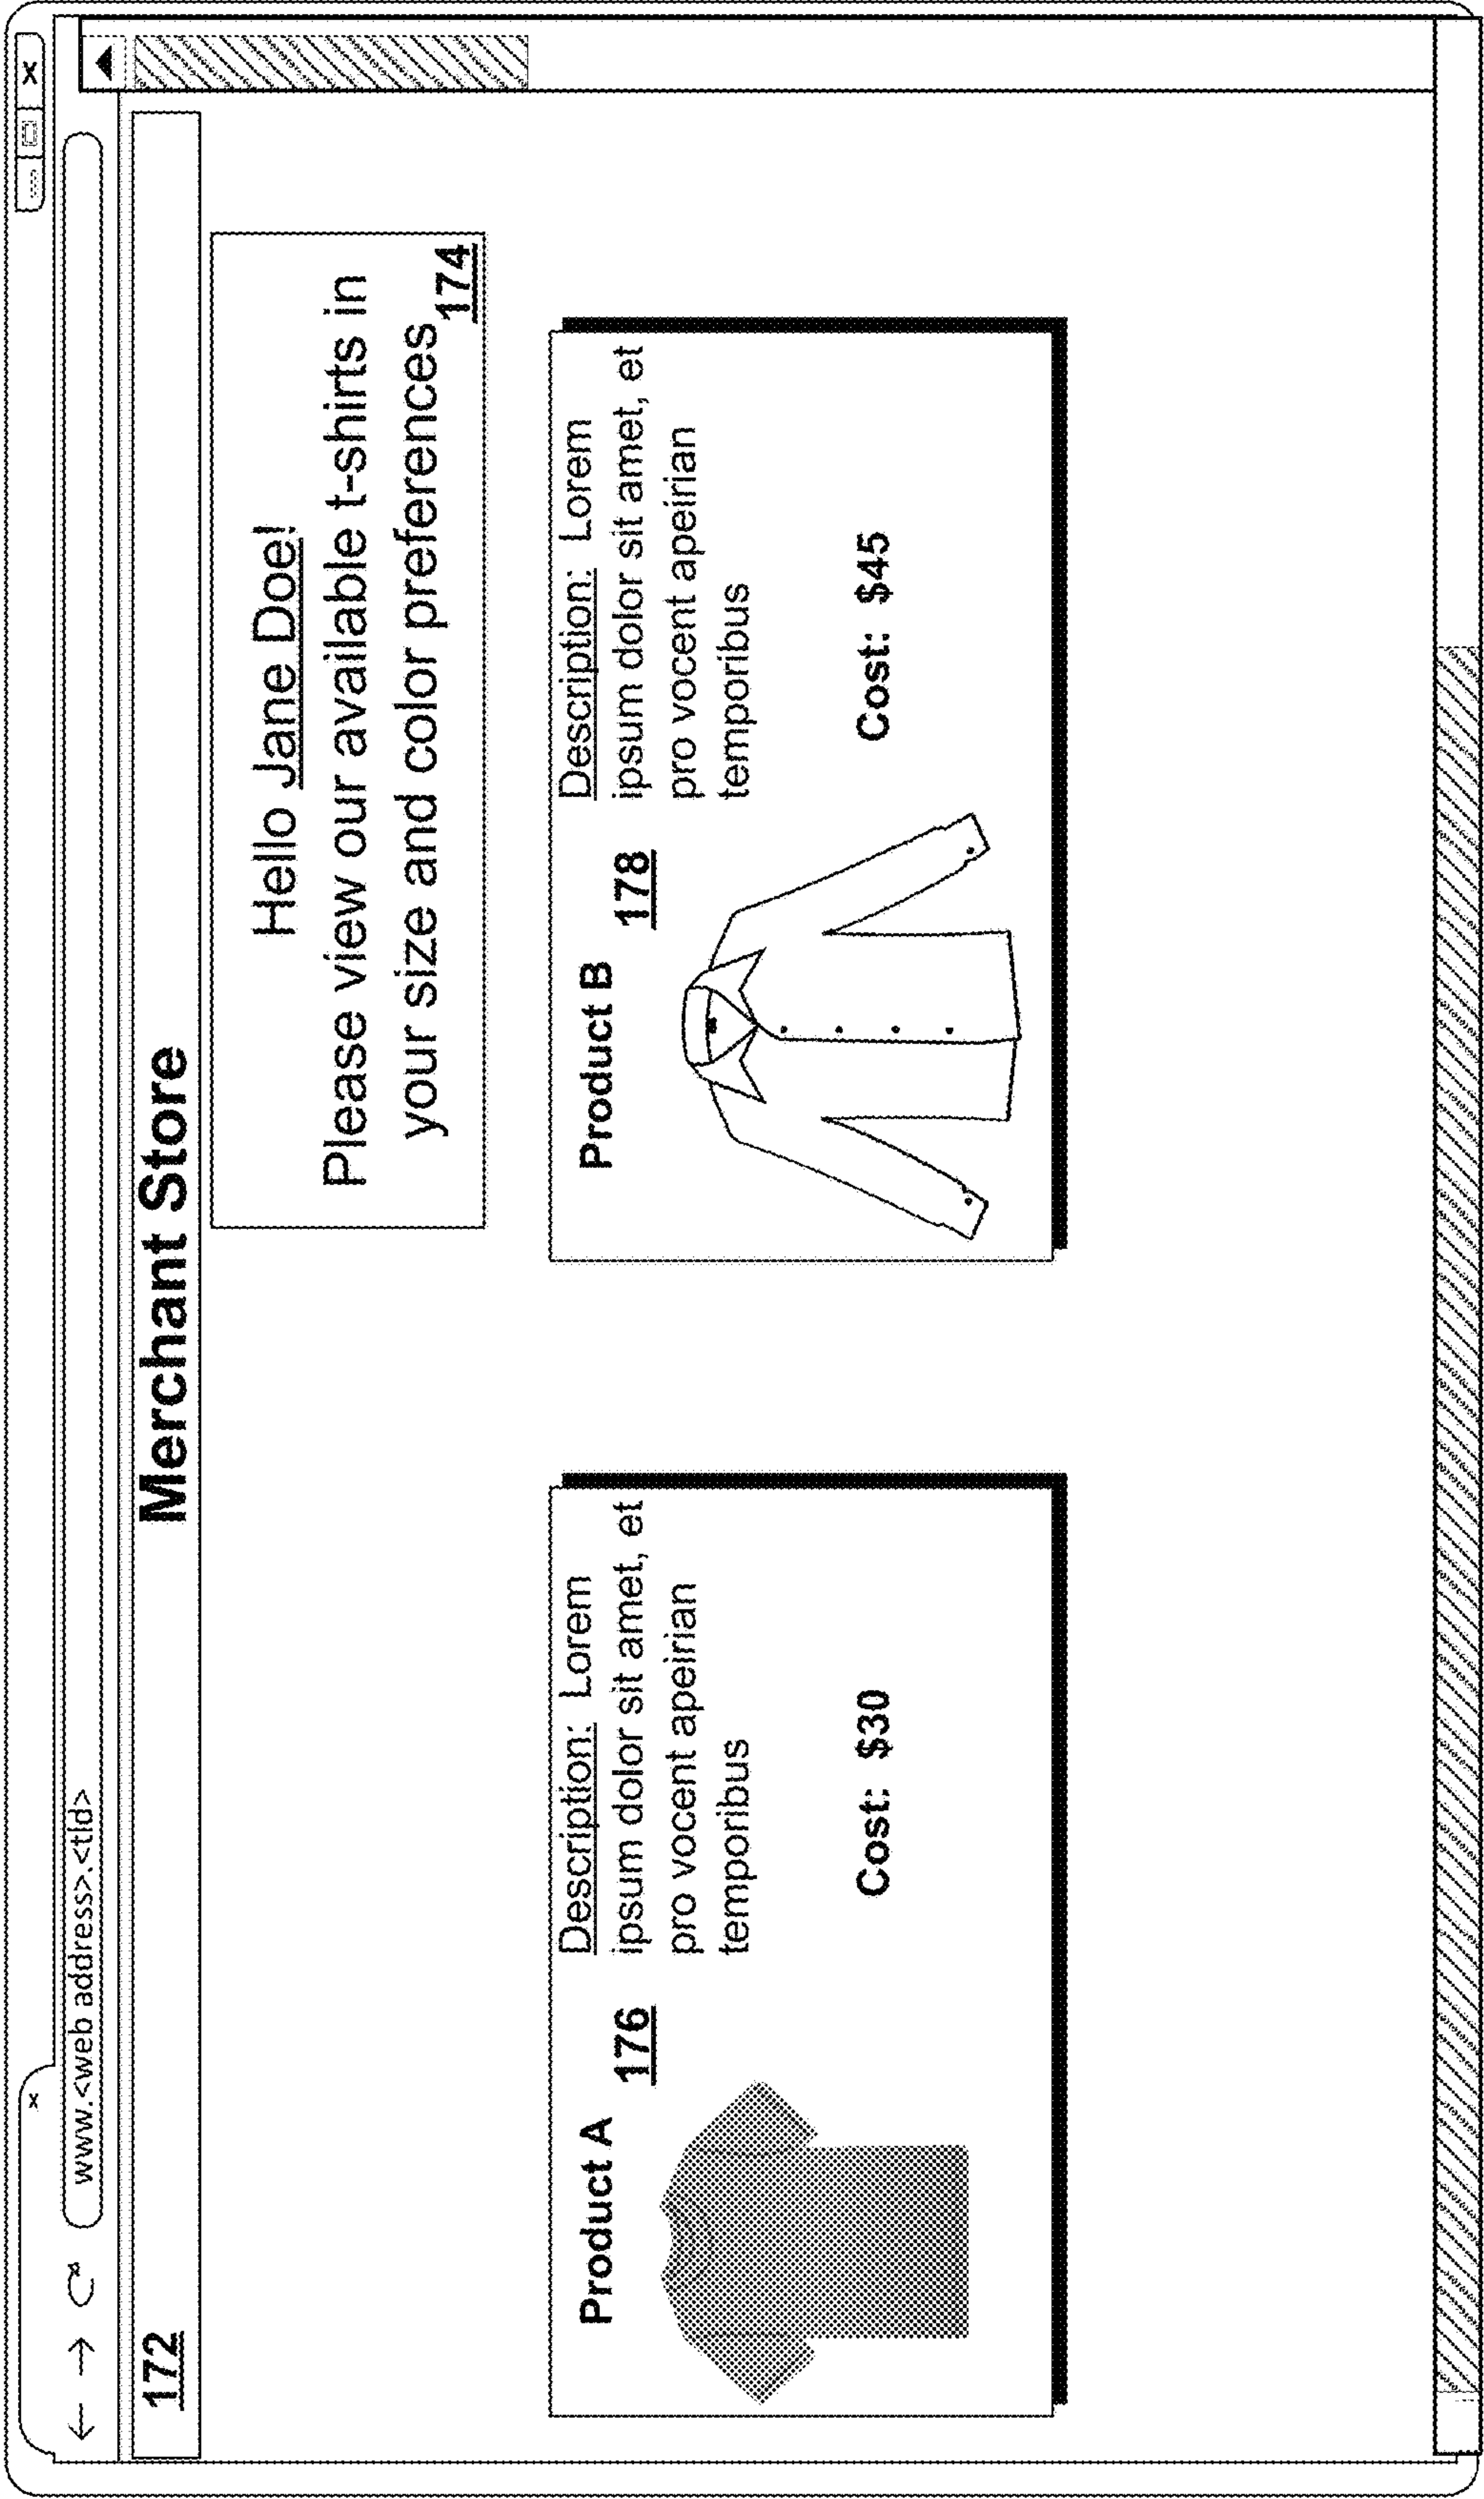 x
x
www.<web address>.<tld>
172
Merchant Store
Hello Jane Doe!
Please view our available t-shirts in
your size and color preferences
174
Product A
176
Description: Lorem
ipsum dolor sit amet, et
pro vocent apeirian
temporibus
Cost: $30
Product B
178
Description: Lorem
ipsum dolor sit amet, et
pro vocent apeirian
temporibus
Cost: $45